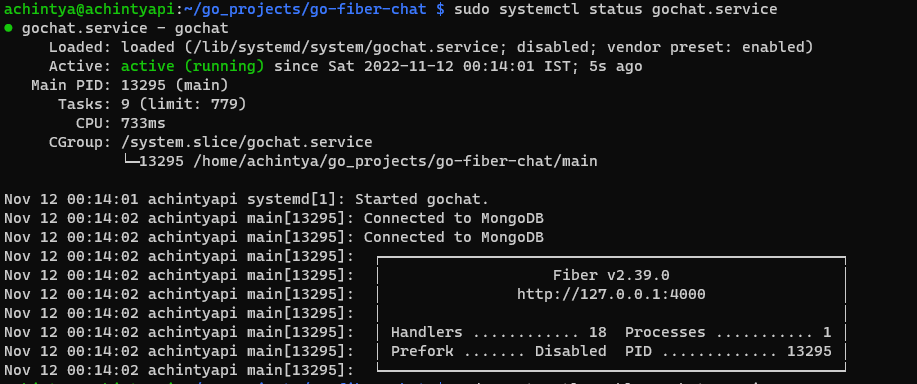 achintya@achintyapi:~/go_projects/go-fiber-chat $ sudo systemctl status gochat.service
● gochat.service - gochat
Loaded: loaded (/lib/systemd/system/gochat.service; disabled; vendor preset: enabled)
Active: active (running) since Sat 2022-11-12 00:14:01 IST; 5s ago
Main PID: 13295 (main)
Tasks: 9 (limit: 779)
CPU: 733ms
CGroup: /system.slice/gochat.service
└─13295 /home/achintya/go_projects/go-fiber-chat/main
Nov 12 00:14:01 achintyapi systemd[1]: Started gochat.
Nov 12 00:14:02 achintyapi main[13295]: Connected to MongoDB
Nov 12 00:14:02 achintyapi main[13295]: Connected to MongoDB
Nov 12 00:14:02 achintyapi main[13295]: ┌───────────────────────────────────────────────────┐
Nov 12 00:14:02 achintyapi main[13295]: │ Fiber v2.39.0 │
Nov 12 00:14:02 achintyapi main[13295]: │ http://127.0.0.1:4000 │
Nov 12 00:14:02 achintyapi main[13295]: │ │
Nov 12 00:14:02 achintyapi main[13295]: │ Handlers ............ 18 Processes ........... 1 │
Nov 12 00:14:02 achintyapi main[13295]: │ Prefork ....... Disabled PID ............. 13295 │
Nov 12 00:14:02 achintyapi main[13295]: └───────────────────────────────────────────────────┘